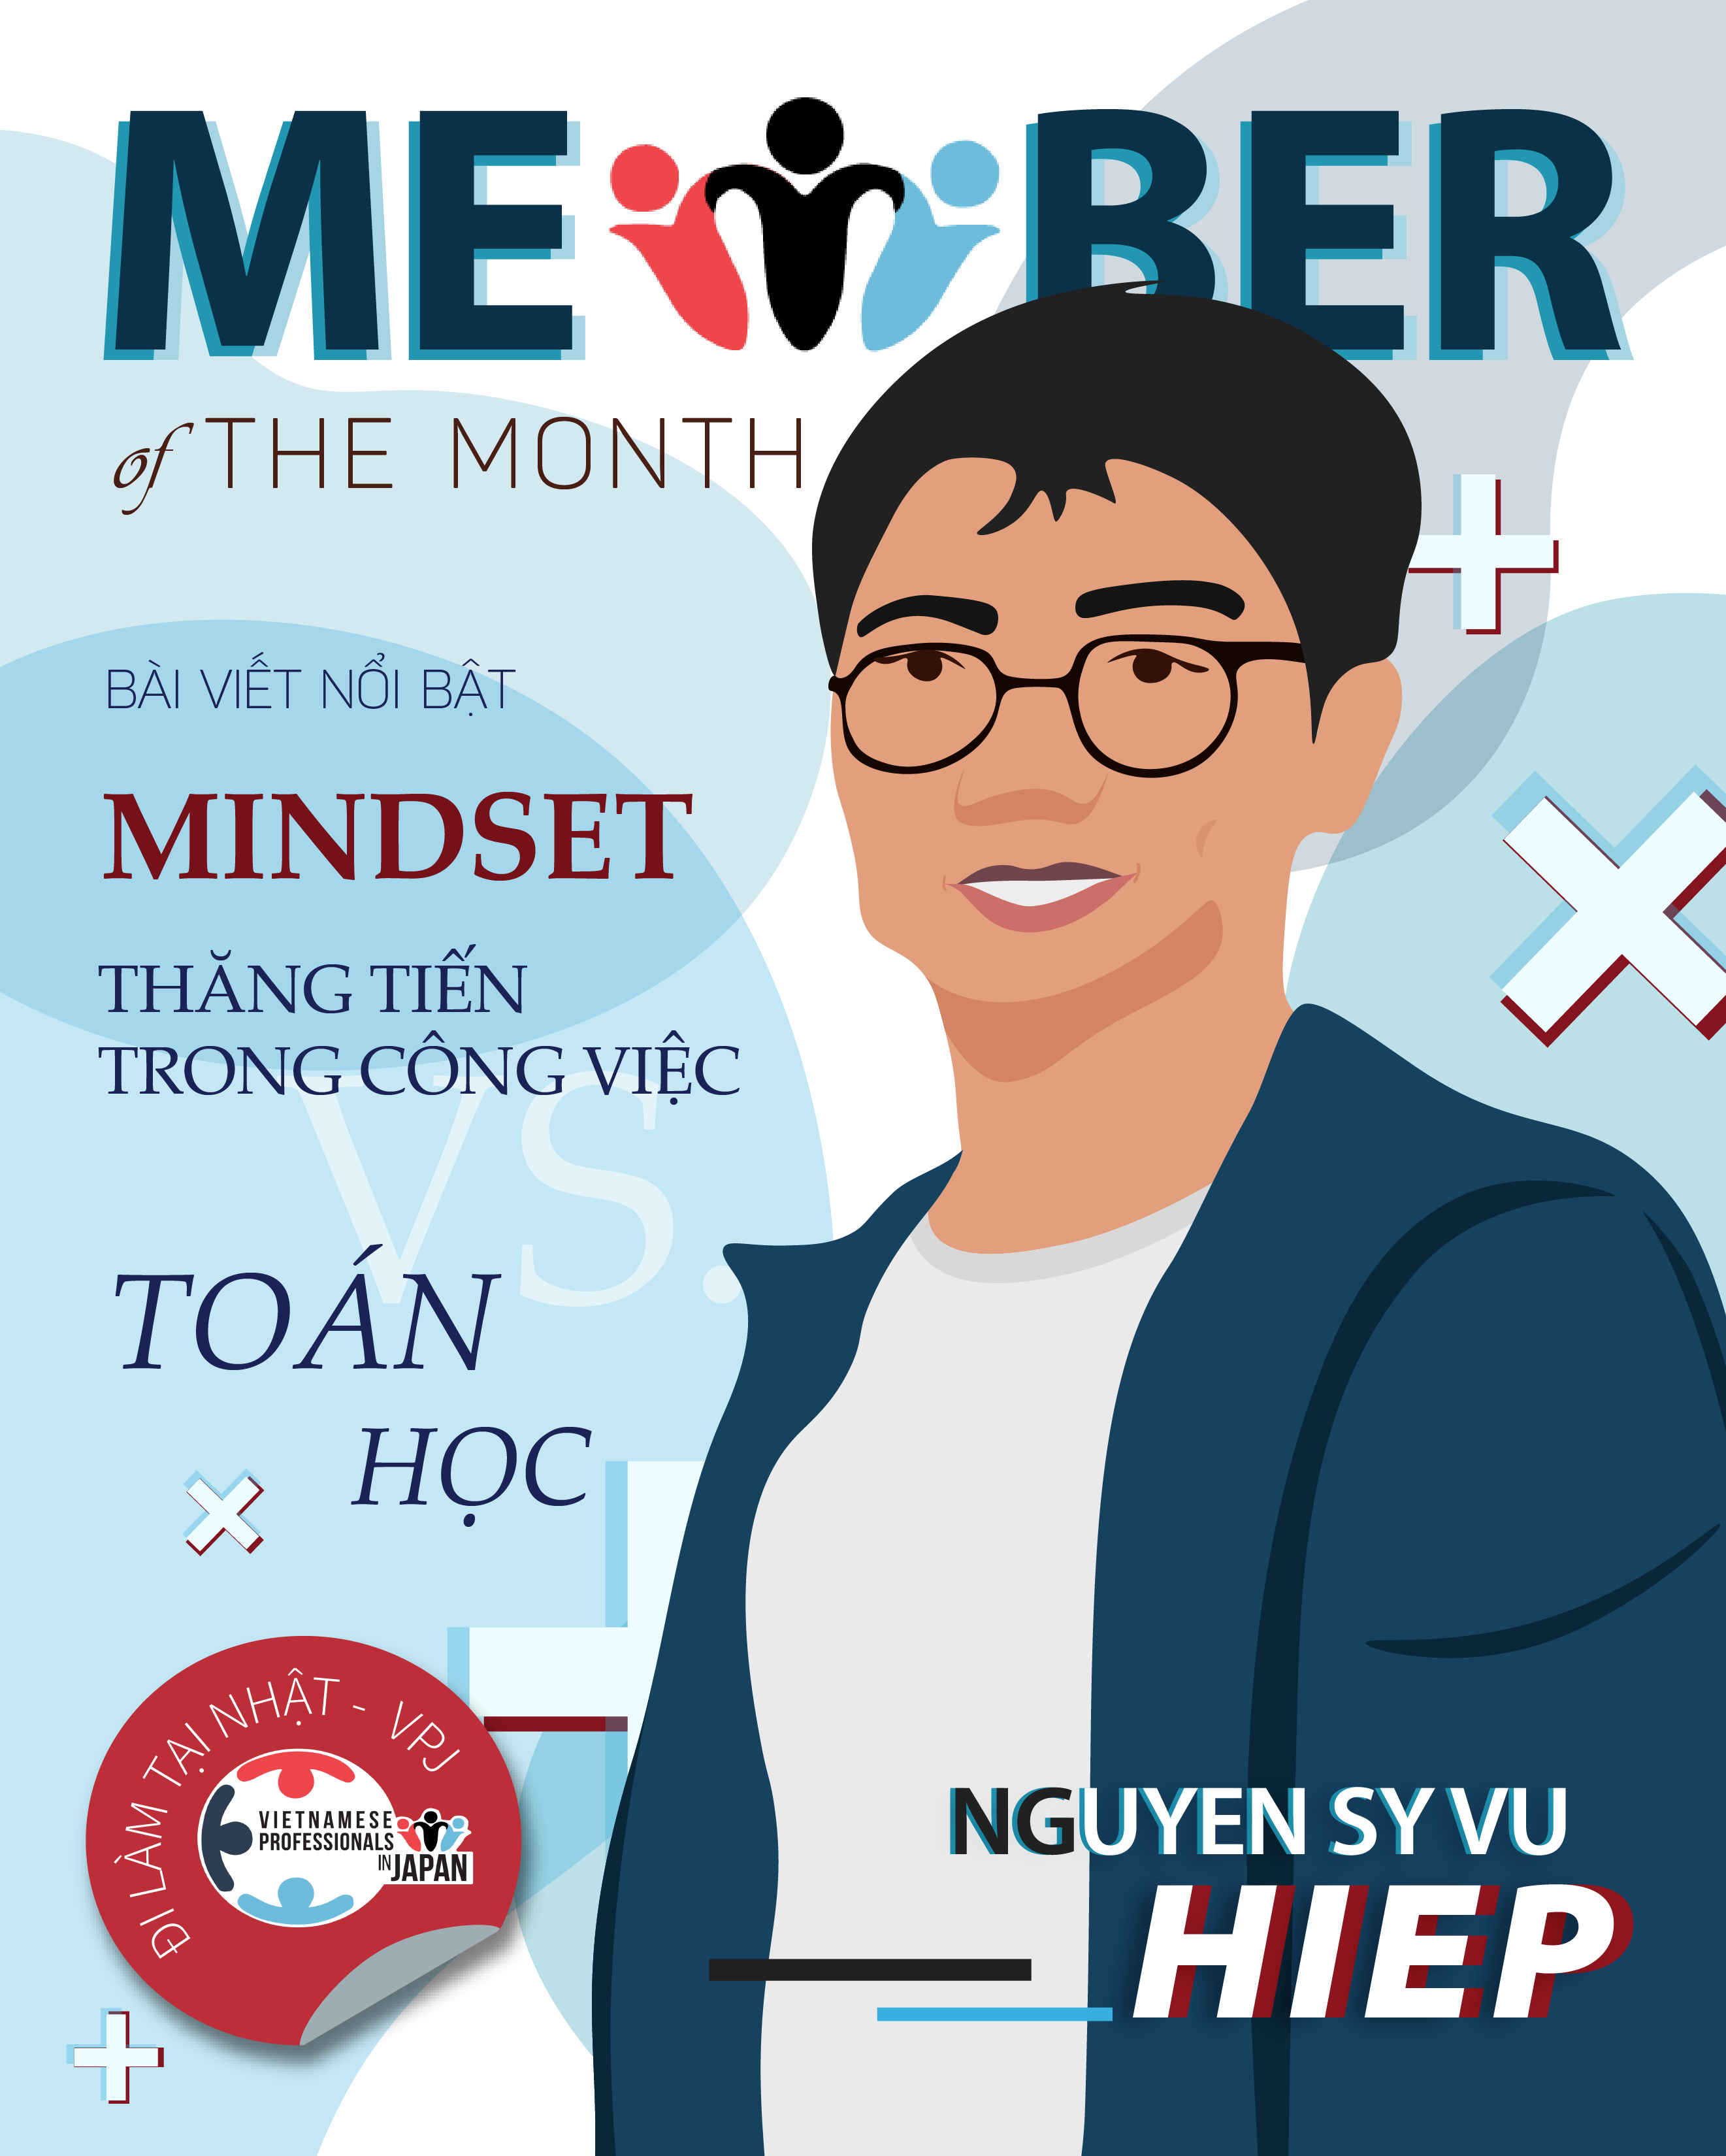 MEMBER
of THE MONTH
BÀI VIẾT NỔI BẬT
MINDSET
THĂNG TIẾN
TRONG CÔNG VIỆC
VS.
TOÁN
HỌC
ĐI LÀM TẠI NHẬT - VPJ
VIETNAMESE
PROFESSIONALS
IN JAPAN
NGUYEN SY VU
HIEP